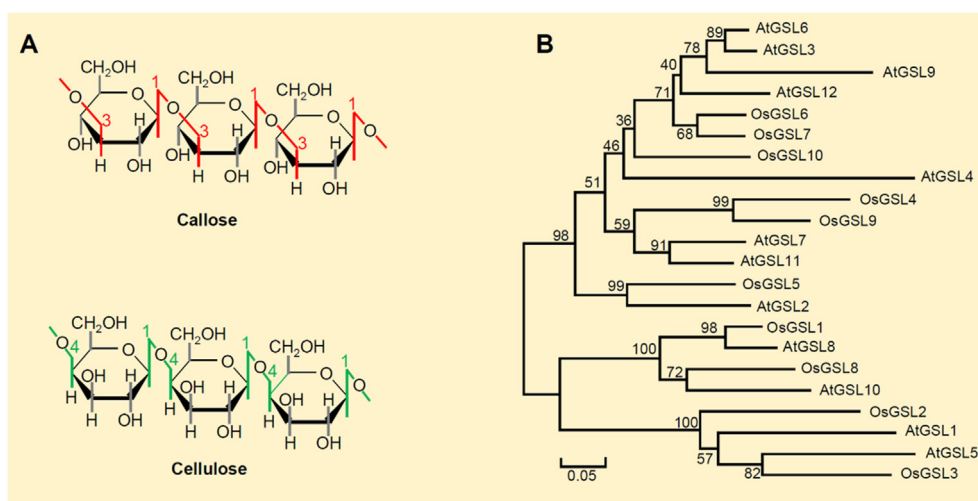 A
CH2OH
CH2OH
CH2OH
O
O
O
O
O
O
O
1
1
1
3
3
3
H
H
H
OH
OH
OH
H
H
H
OH
OH
OH
Callose
CH2OH
CH2OH
CH2OH
O
O
O
O
O
O
O
1
1
1
4
4
4
OH
H
OH
H
OH
H
H
H
H
H
H
H
OH
OH
OH
Cellulose
B
AtGSL6
AtGSL3
AtGSL9
AtGSL12
OsGSL6
OsGSL7
OsGSL10
AtGSL4
OsGSL4
OsGSL9
AtGSL7
AtGSL11
OsGSL5
AtGSL2
OsGSL1
AtGSL8
OsGSL8
AtGSL10
OsGSL2
AtGSL1
AtGSL5
OsGSL3
89
78
40
71
68
36
46
51
99
59
91
98
99
98
100
72
100
57
82
0.05